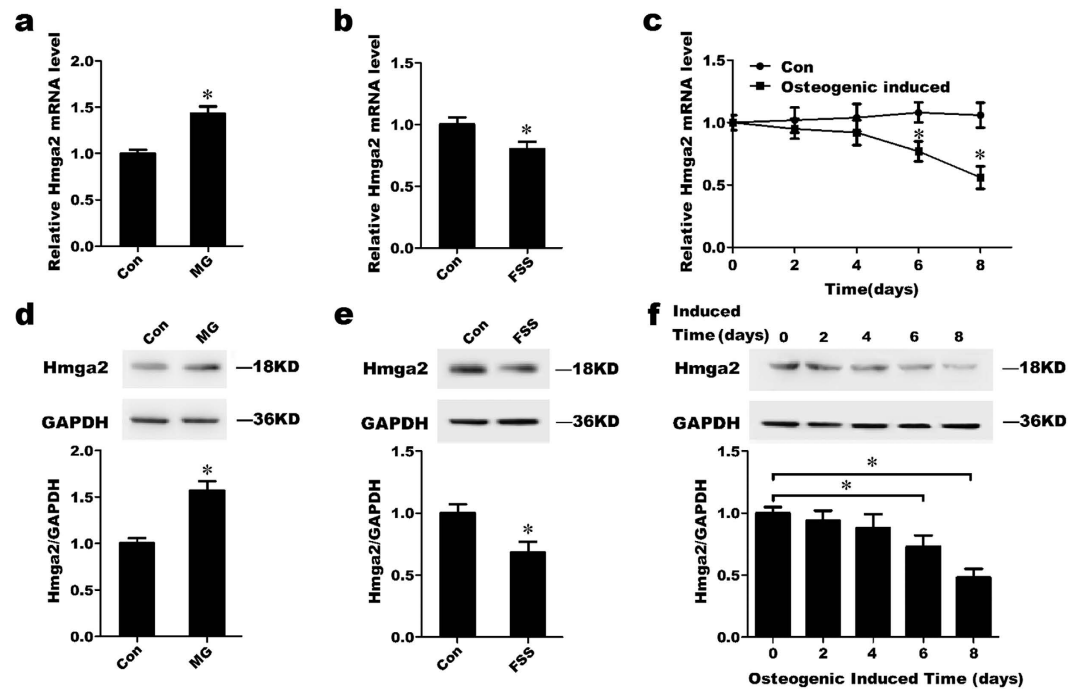 a
Relative Hmga2 mRNA level
2.0
1.5
1.0
0.5
0.0
*
Con
MG
b
Relative Hmga2 mRNA level
1.5
1.0
0.5
0.0
*
Con
FSS
c
Relative Hmga2 mRNA level
1.5
1.0
0.5
0.0
Con
Osteogenic induced
*
*
0 2 4 6 8
Time(days)
d
Con MG
Hmga2 —18KD
GAPDH —36KD
Hmga2/GAPDH
2.0
1.5
1.0
0.5
0.0
*
Con
MG
e
Con FSS
Hmga2 —18KD
GAPDH —36KD
Hmga2/GAPDH
1.5
1.0
0.5
0.0
*
Con
FSS
f
Induced
Time (days) 0 2 4 6 8
Hmga2 —18KD
GAPDH —36KD
Hmga2/GAPDH
1.5
1.0
0.5
0.0
*
*
0 2 4 6 8
Osteogenic Induced Time (days)